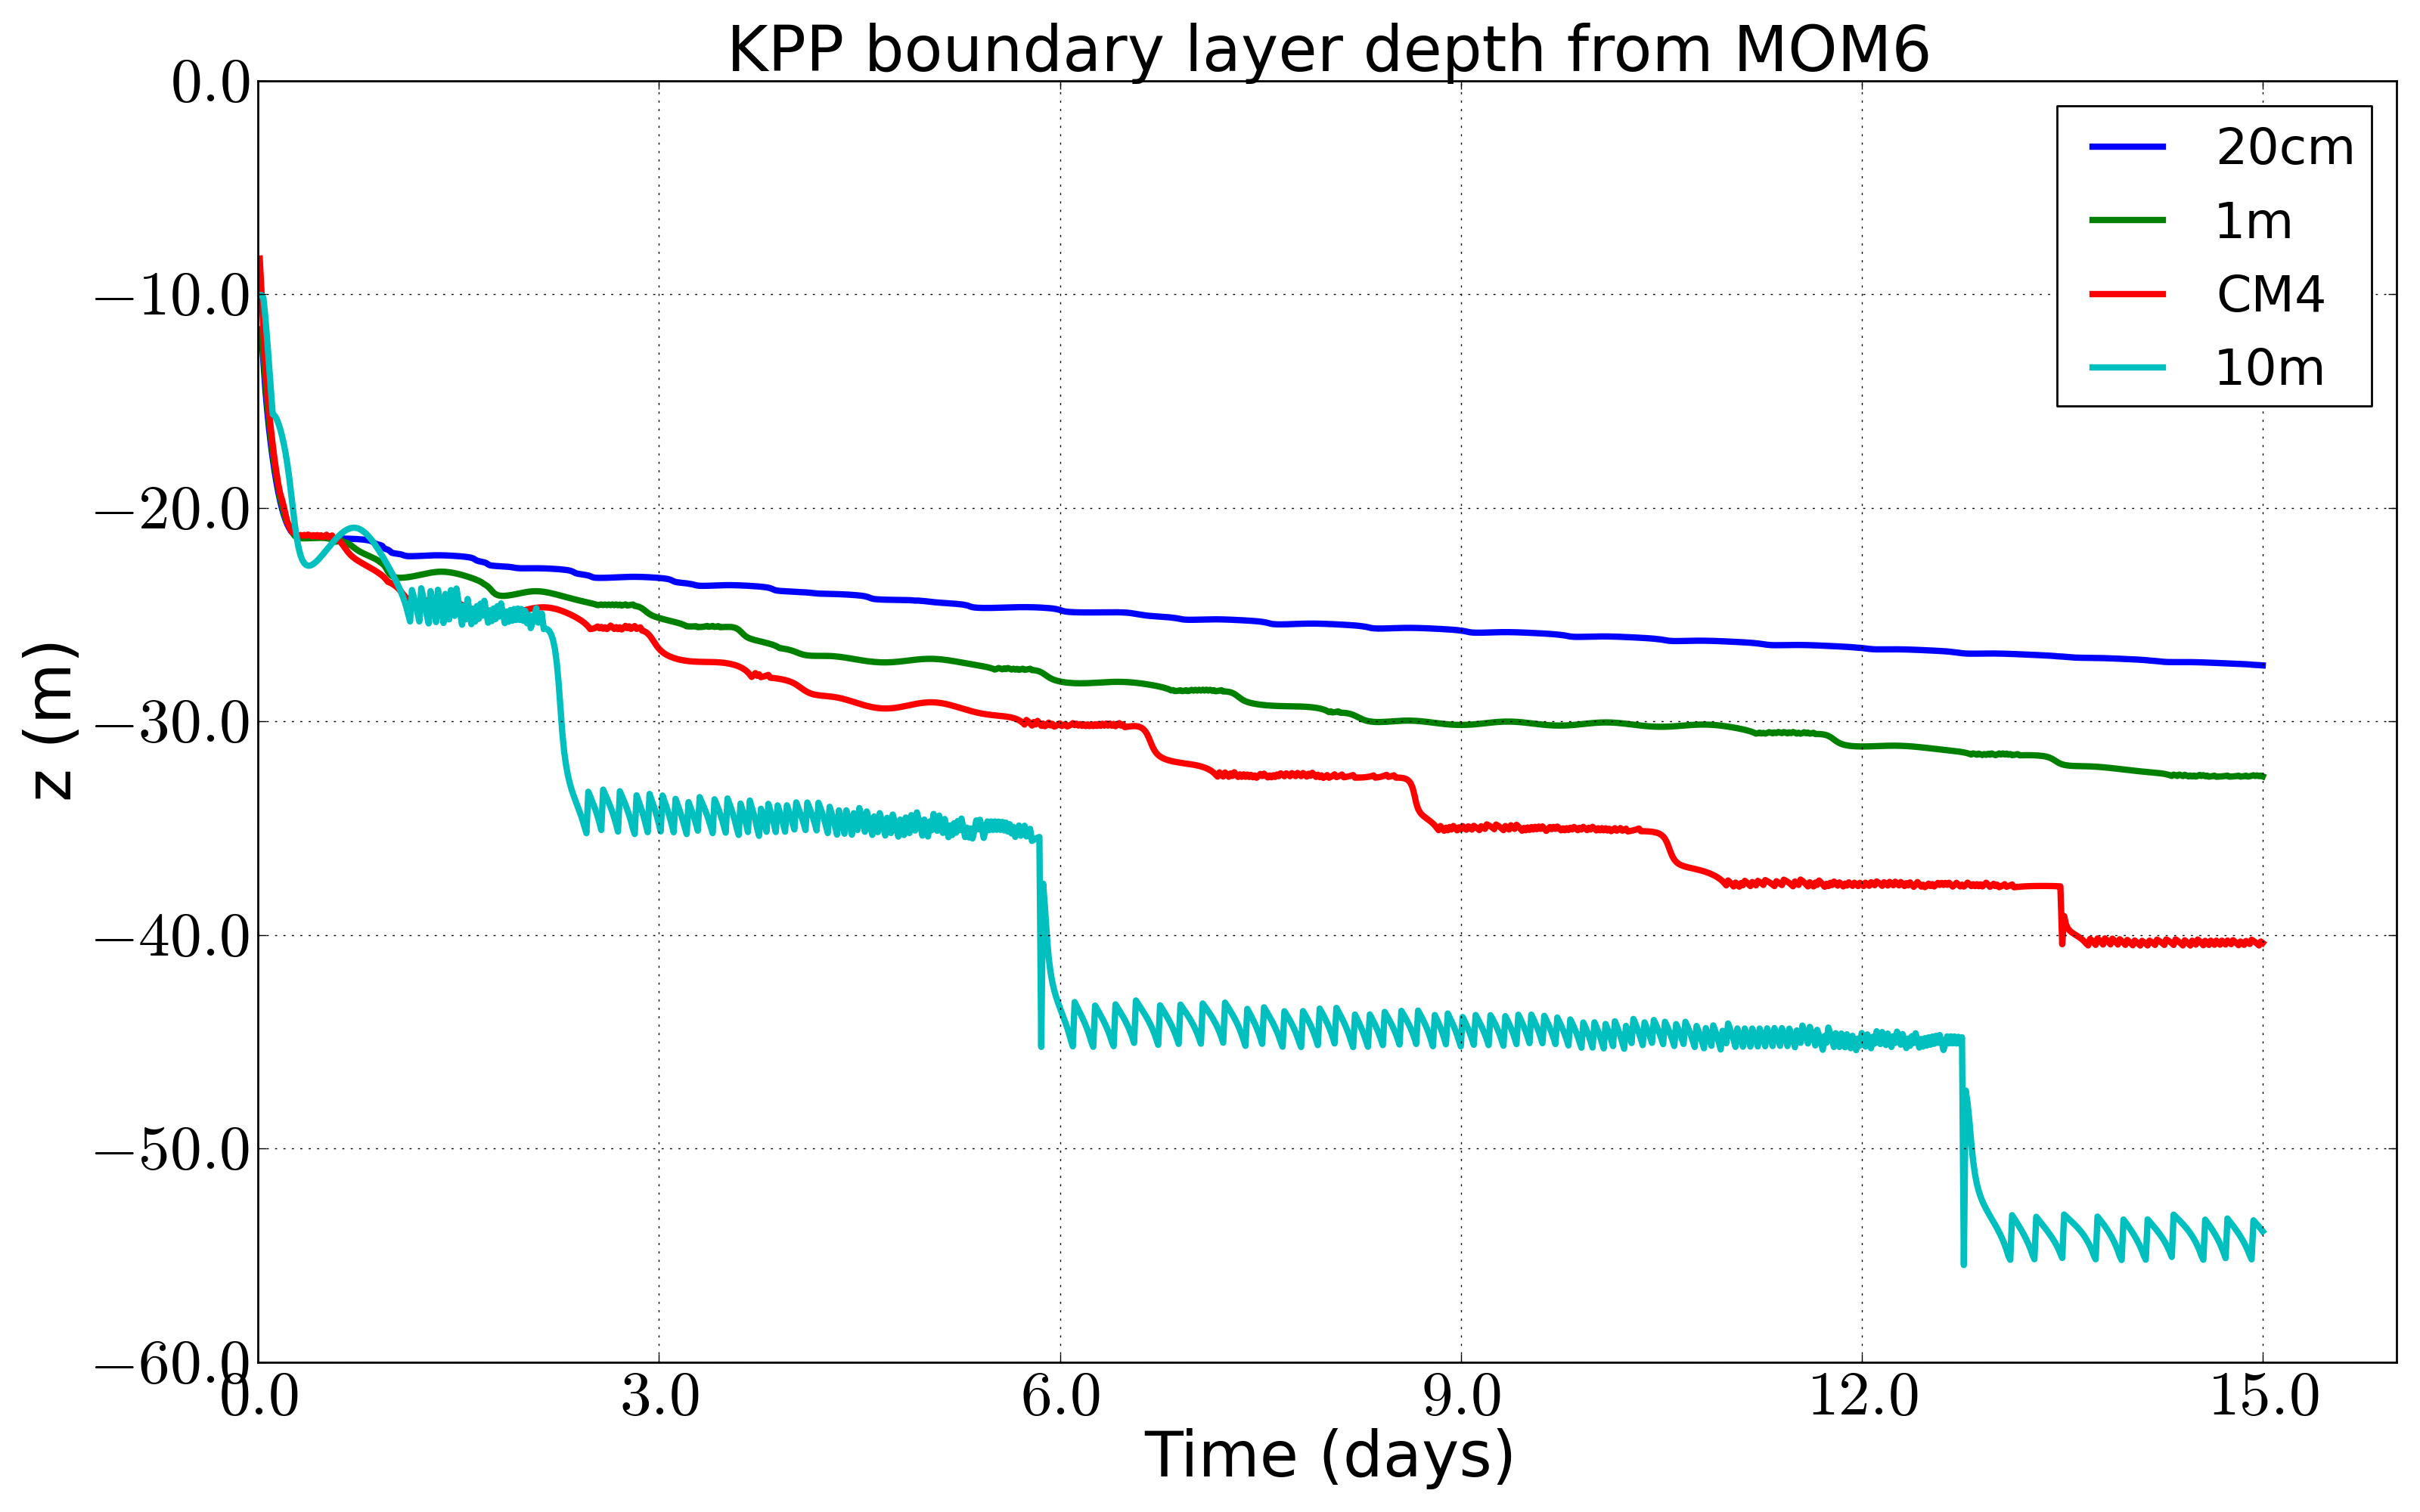 KPP boundary layer depth from MOM6
0.0
−10.0
−20.0
−30.0
−40.0
−50.0
−60.0
z (m)
20cm
1m
CM4
10m
0.0 3.0 6.0 9.0 12.0 15.0
Time (days)